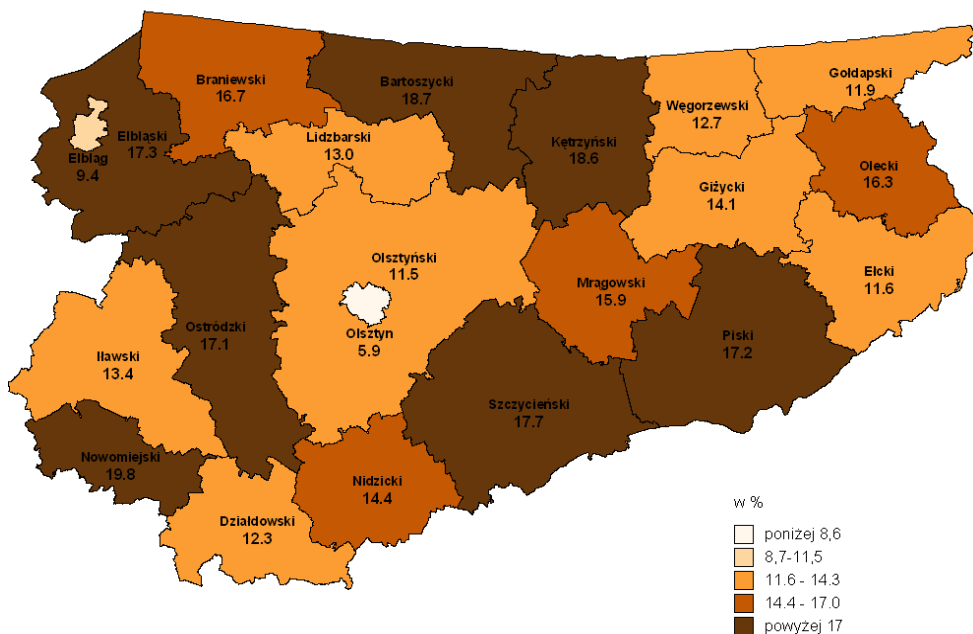 Braniewski
16.7
Bartoszycki
18.7
Gołdapski
11.9
Węgorzewski
12.7
Elbląski
17.3
Elbląg
9.4
Lidzbarski
13.0
Kętrzyński
18.6
Olecki
16.3
Giżycki
14.1
Olsztyński
11.5
Ełcki
11.6
Mrągowski
15.9
Ostródzki
17.1
Olsztyn
5.9
Piski
17.2
Iławski
13.4
Szczycieński
17.7
Nowomiejski
19.8
Nidzicki
14.4
Działdowski
12.3
w %
poniżej 8,6
8,7-11,5
11.6 - 14.3
14.4 - 17.0
powyżej 17